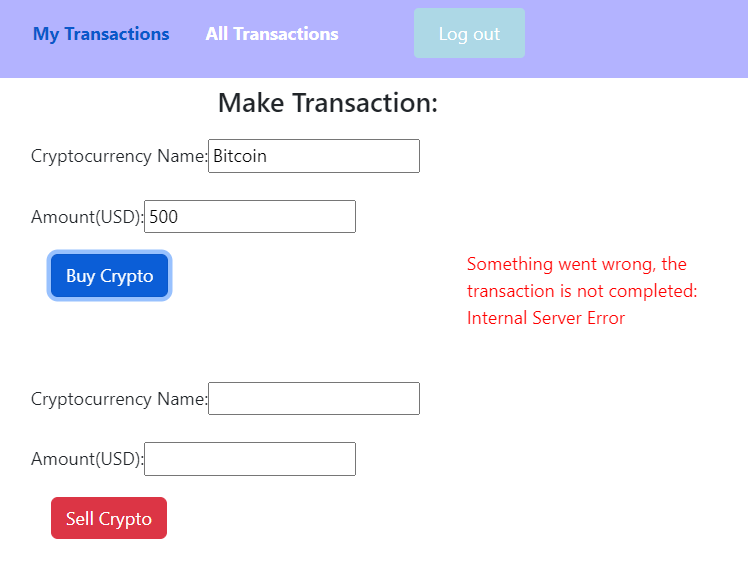 My Transactions All Transactions Log out
Make Transaction:
Cryptocurrency Name: Bitcoin
Amount(USD): 500
Buy Crypto
Something went wrong, the
transaction is not completed:
Internal Server Error
Cryptocurrency Name:
Amount(USD):
Sell Crypto